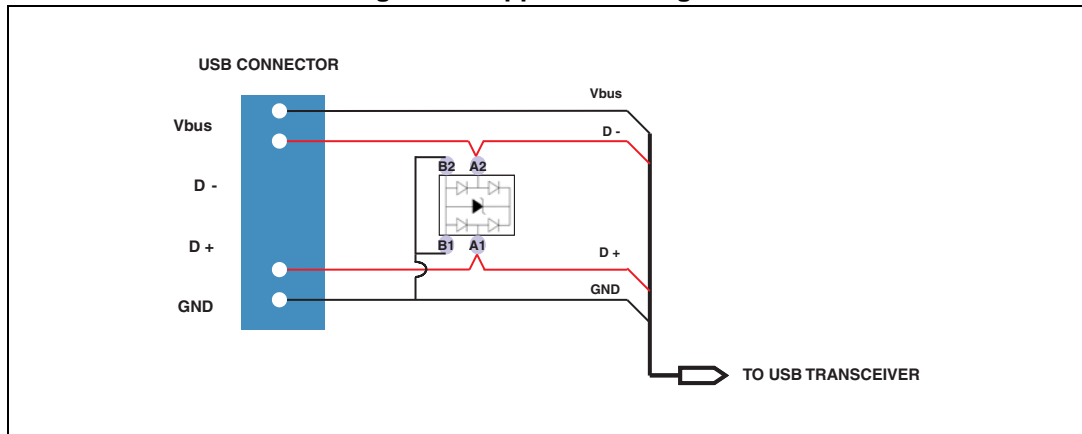 USB CONNECTOR
Vbus
Vbus
D -
B2 A2
D -
D +
B1 A1
D +
GND
GND
TO USB TRANSCEIVER